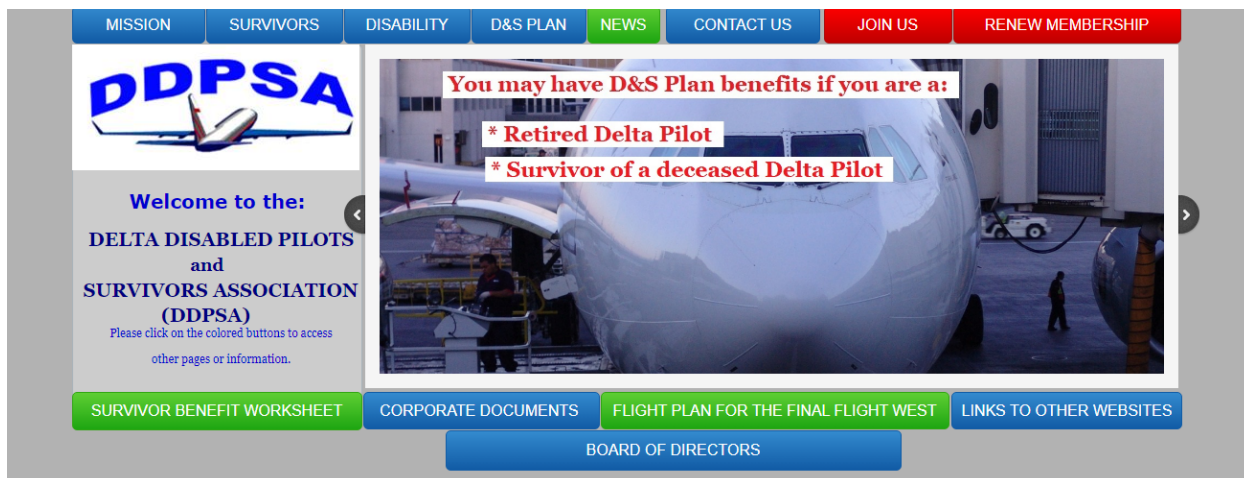 MISSION SURVIVORS DISABILITY D&S PLAN NEWS CONTACT US JOIN US RENEW MEMBERSHIP
DDPSA
Welcome to the:
DELTA DISABLED PILOTS
and
SURVIVORS ASSOCIATION
(DDPSA)
Please click on the colored buttons to access
other pages or information.
You may have D&S Plan benefits if you are a:
* Retired Delta Pilot
* Survivor of a deceased Delta Pilot
SURVIVOR BENEFIT WORKSHEET CORPORATE DOCUMENTS FLIGHT PLAN FOR THE FINAL FLIGHT WEST LINKS TO OTHER WEBSITES
BOARD OF DIRECTORS